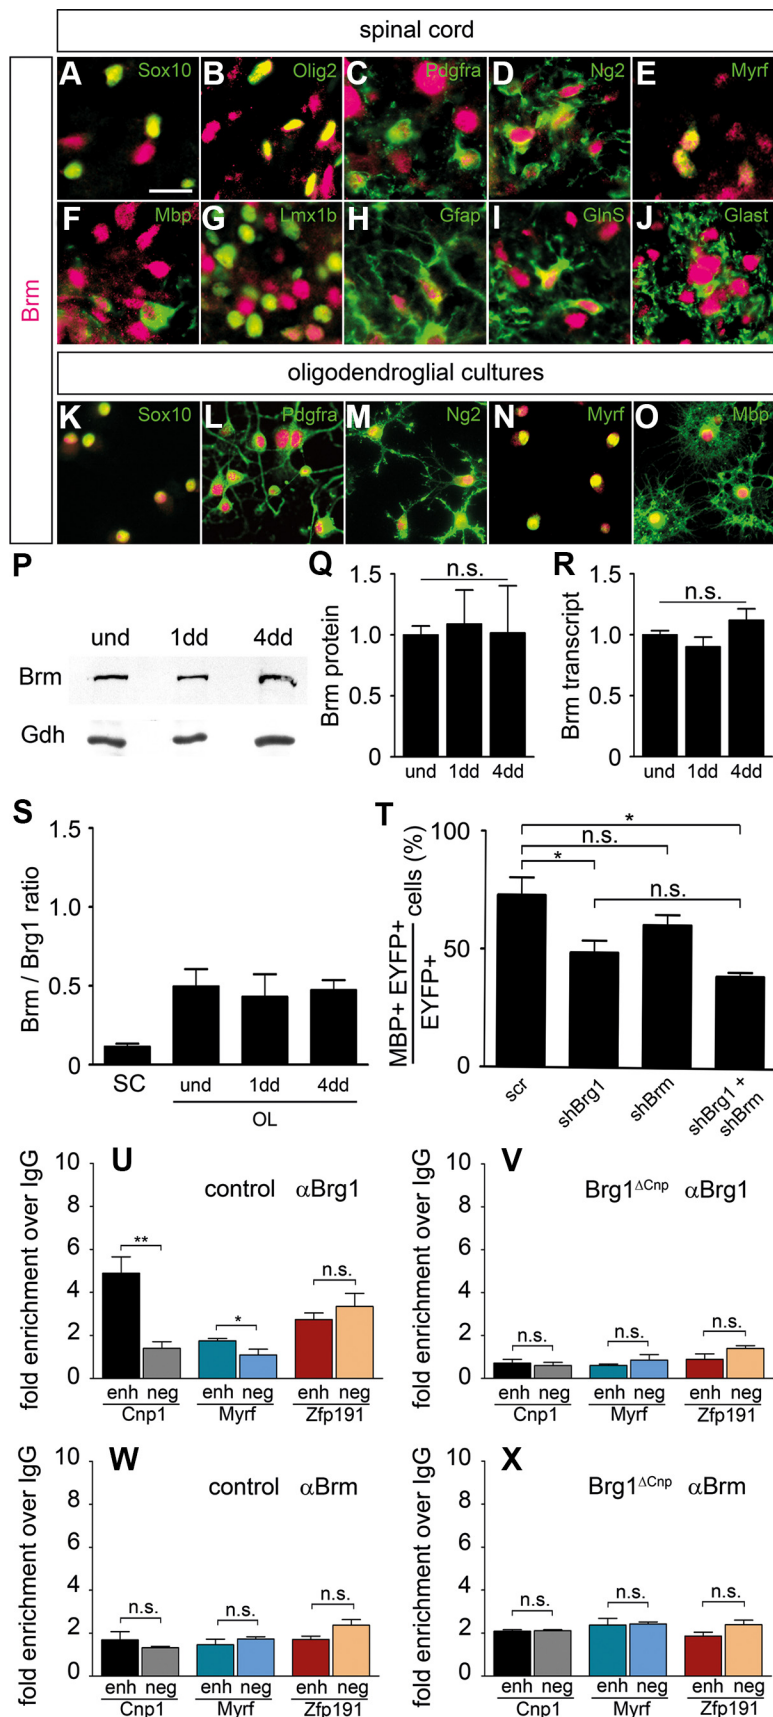 spinal cord
Brm
A Sox10
B Olig2
C Pdgfra
D Ng2
E Myrf
F Mbp
G Lmx1b
H Gfap
I GlnS
J Glast
oligodendroglial cultures
K Sox10
L Pdgfra
M Ng2
N Myrf
O Mbp
P
und 1dd 4dd
Brm
Gdh
Q
Brm protein
1.5
1.0
0.5
0
n.s.
und 1dd 4dd
R
Brm transcript
1.5
1.0
0.5
0
n.s.
und 1dd 4dd
S
Brm / Brg1 ratio
1.5
1.0
0.5
0
SC und 1dd 4dd
OL
T
MBP+ EYFP+ cells (%)
EYFP+
100
50
0
*
n.s.
*
n.s.
scr
shBrg1
shBrm
shBrg1 +
shBrm
U
control αBrg1
fold enrichment over IgG
10
8
6
4
2
0
**
*
n.s.
enh neg enh neg enh neg
Cnp1 Myrf Zfp191
V
Brg1ΔCnp αBrg1
fold enrichment over IgG
10
8
6
4
2
0
n.s.
n.s.
n.s.
enh neg enh neg enh neg
Cnp1 Myrf Zfp191
W
control αBrm
fold enrichment over IgG
10
8
6
4
2
0
n.s.
n.s.
n.s.
enh neg enh neg enh neg
Cnp1 Myrf Zfp191
X
Brg1ΔCnp αBrm
fold enrichment over IgG
10
8
6
4
2
0
n.s.
n.s.
n.s.
enh neg enh neg enh neg
Cnp1 Myrf Zfp191